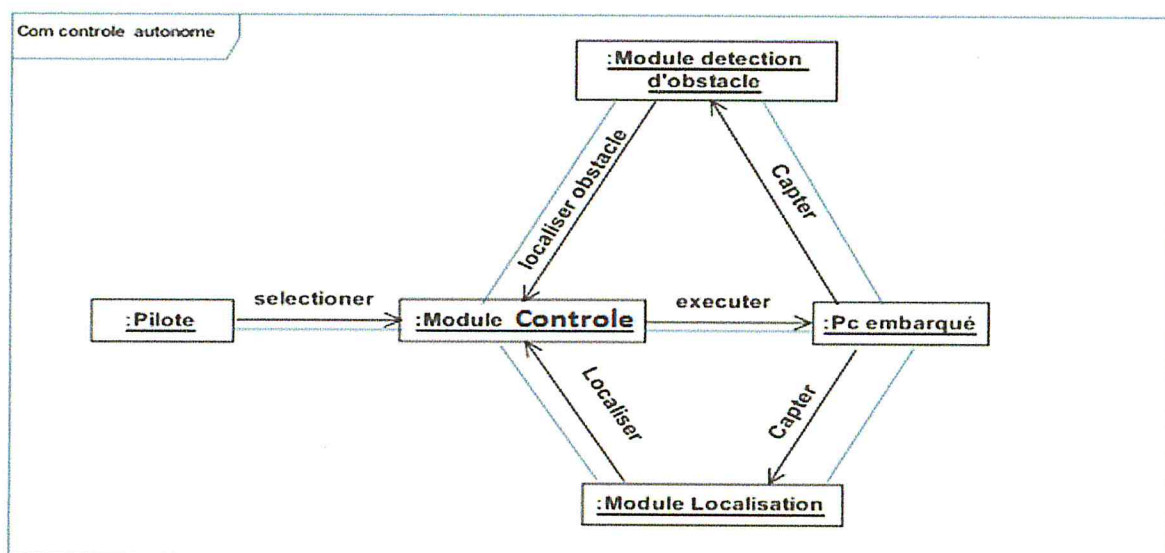 Com controle autonome
:Module detection
d'obstacle
localiser obstacle
Capter
selectioner
executer
:Pilote
:Module Controle
:Pc embarqué
Localiser
Capter
:Module Localisation